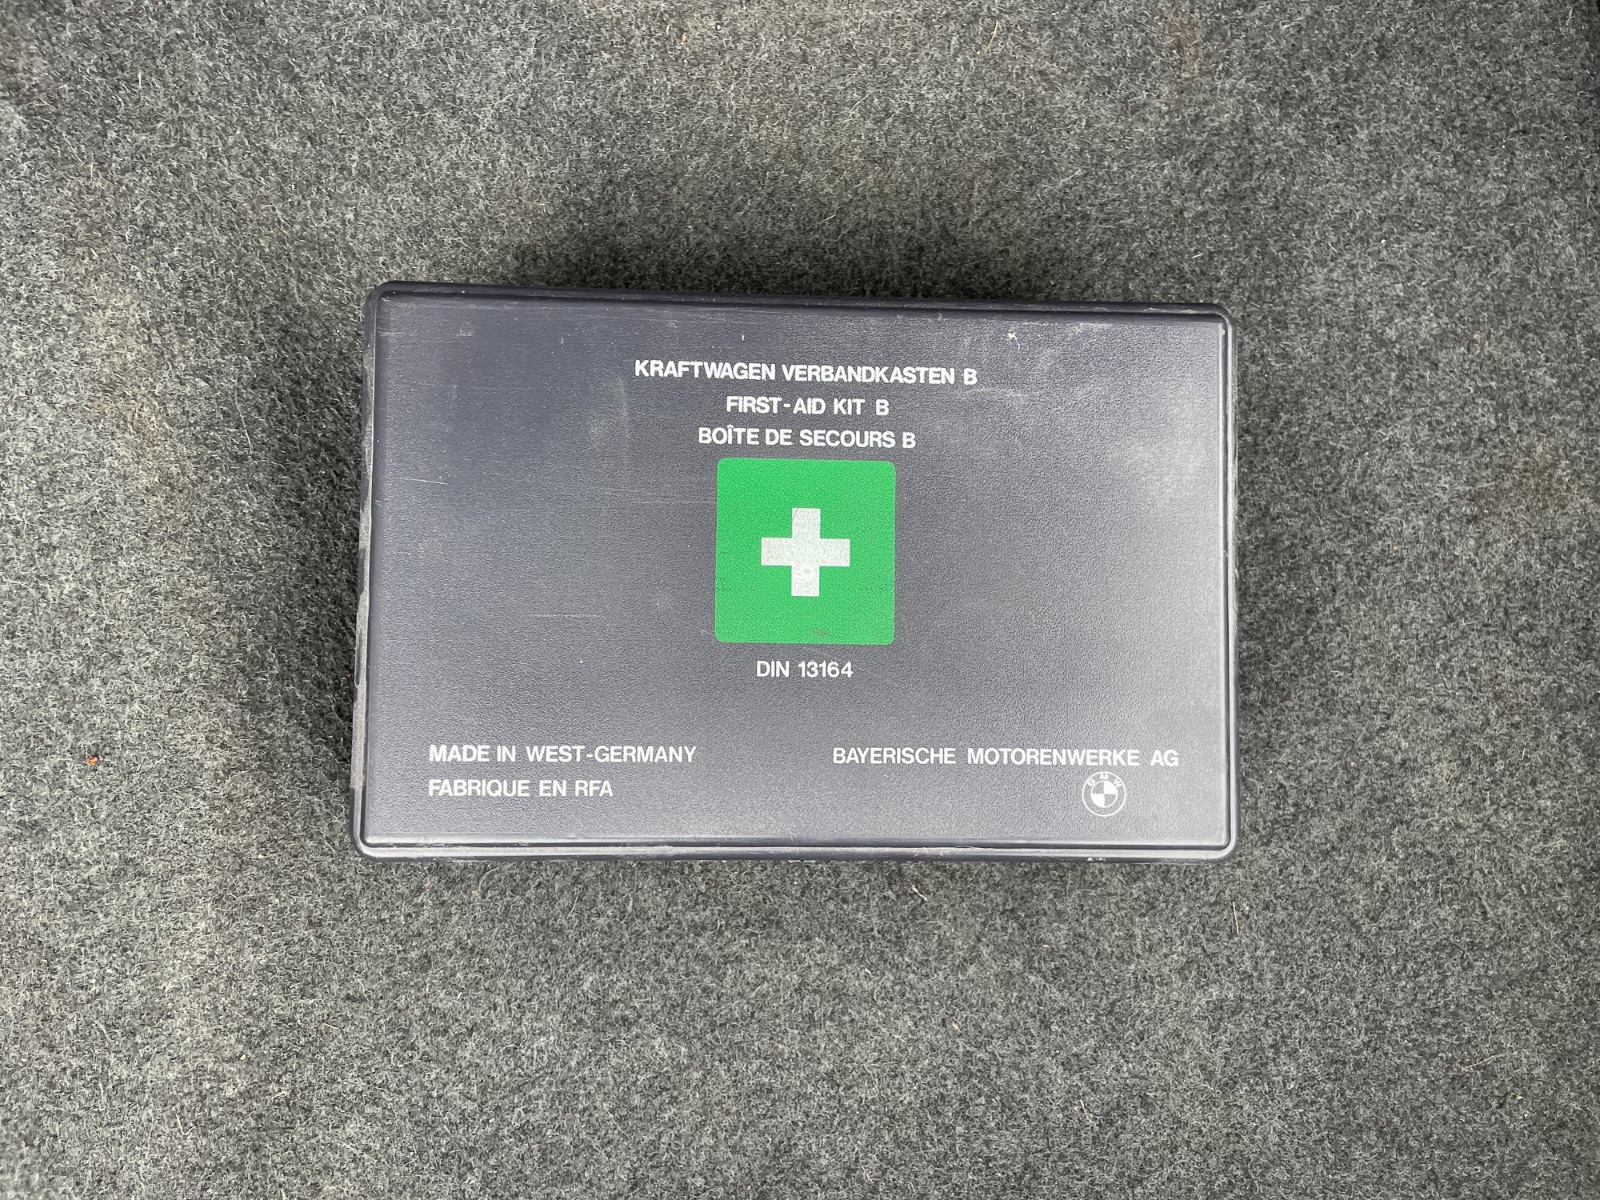 KRAFTWAGEN VERBANDKASTEN B
FIRST-AID KIT B
BOÎTE DE SECOURS B
DIN 13164
MADE IN WEST-GERMANY
FABRIQUE EN RFA
BAYERISCHE MOTORENWERKE AG
BMW